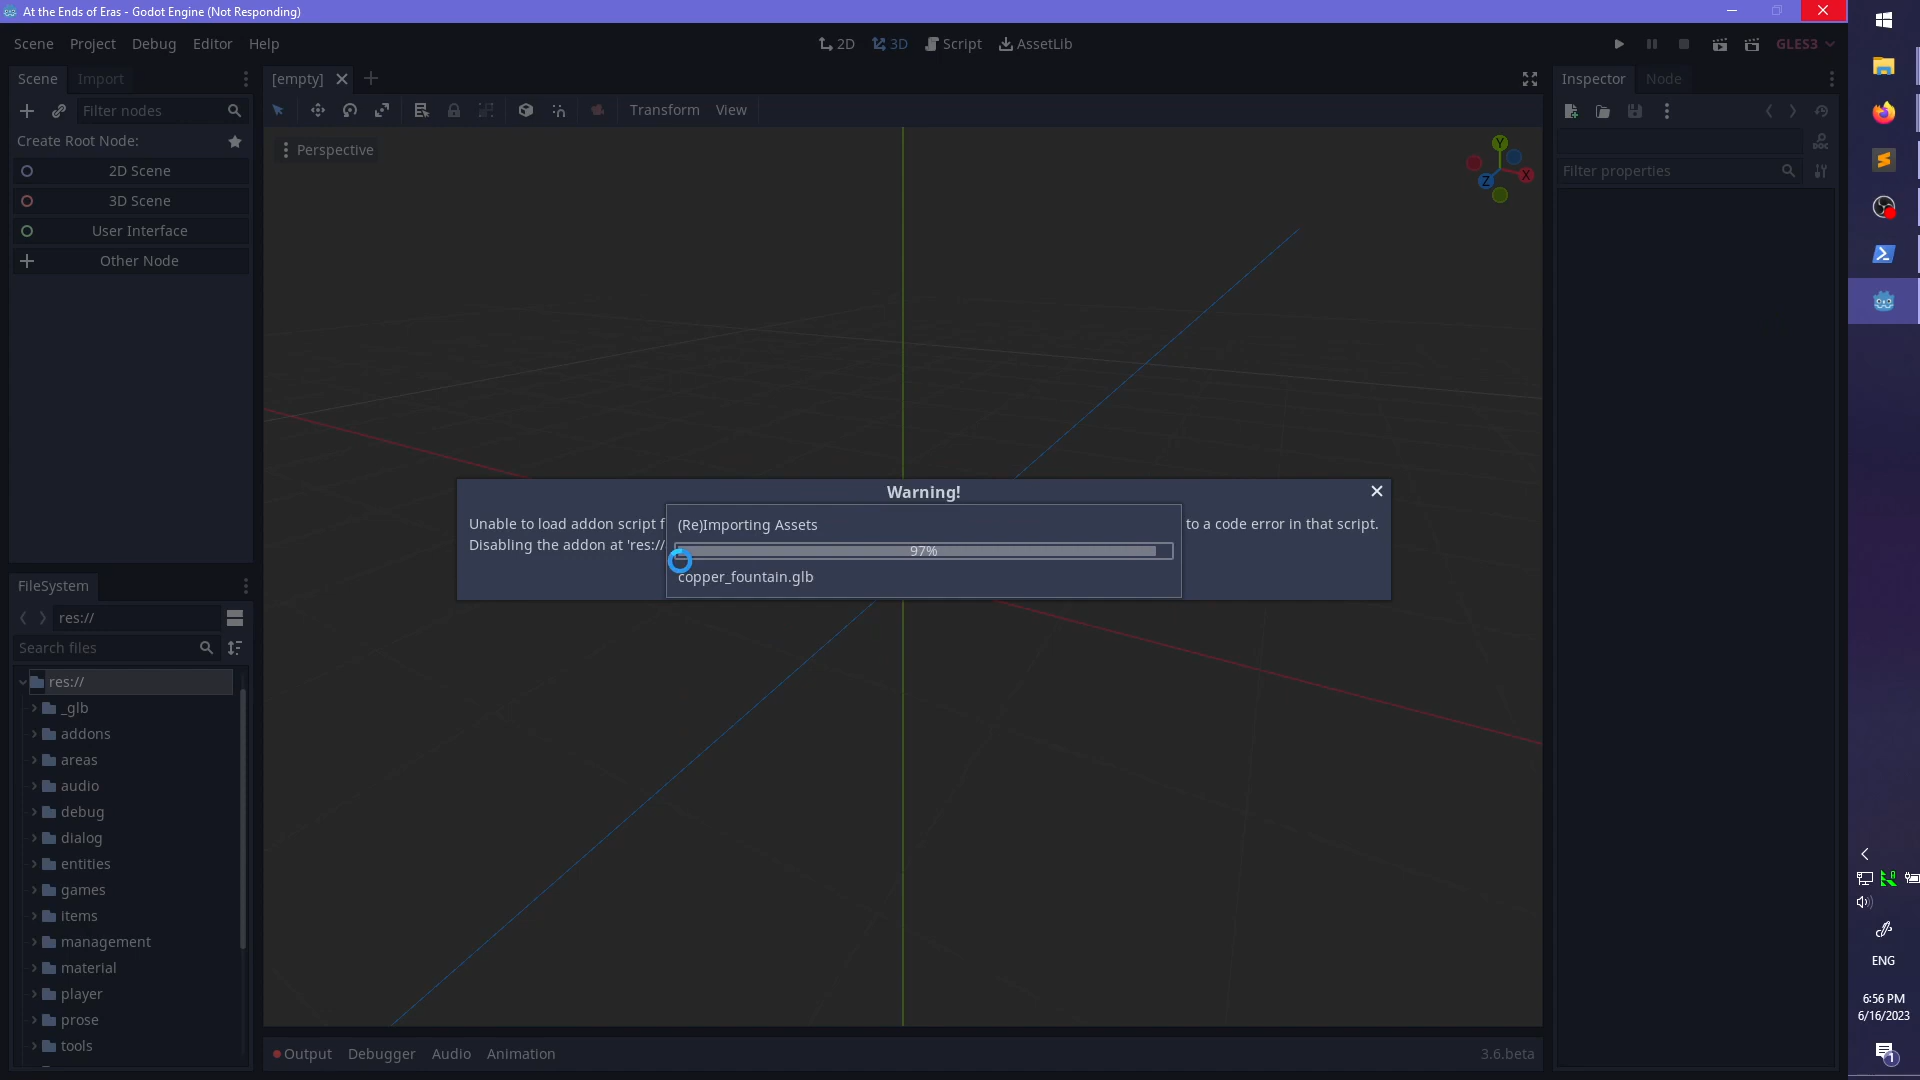 At the Ends of Eras - Godot Engine (Not Responding)
Scene Project Debug Editor Help
2D 3D Script AssetLib
GLES3
Scene Import
[empty]
Inspector Node
Filter nodes
Transform View
Create Root Node:
Perspective
2D Scene
3D Scene
User Interface
Other Node
Y
X
Z
DOC
Filter properties
Warning!
Unable to load addon script f
to a code error in that script.
Disabling the addon at 'res://
(Re)Importing Assets
97%
copper_fountain.glb
FileSystem
res://
Search files
res://
_glb
addons
areas
audio
debug
dialog
entities
games
items
management
material
player
prose
tools
Output Debugger Audio Animation
3.6.beta
ENG
6:56 PM
6/16/2023
1